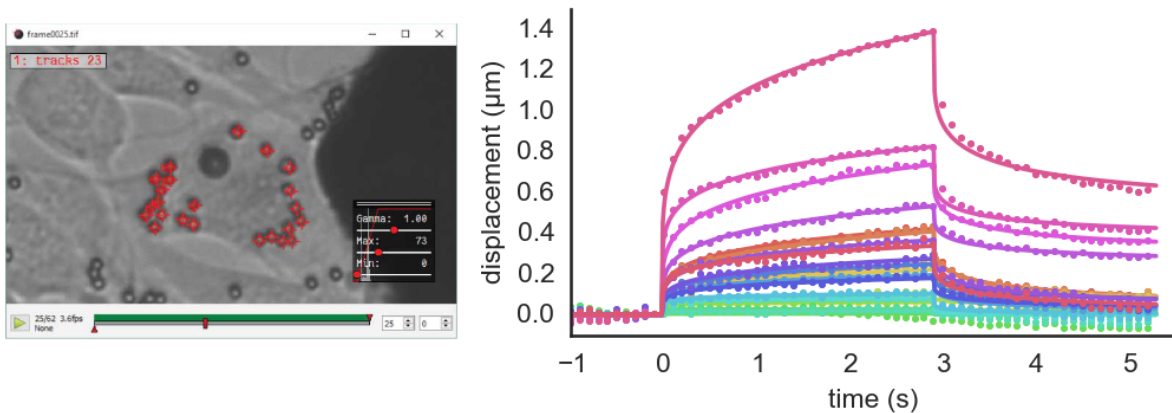 frame0025.tif
1: tracks 23
Gamma: 1.00
Max: 73
Min: 0
25/62 3.6fps
None
25
0
displacement (μm)
1.4
1.2
1.0
0.8
0.6
0.4
0.2
0.0
−1 0 1 2 3 4 5
time (s)